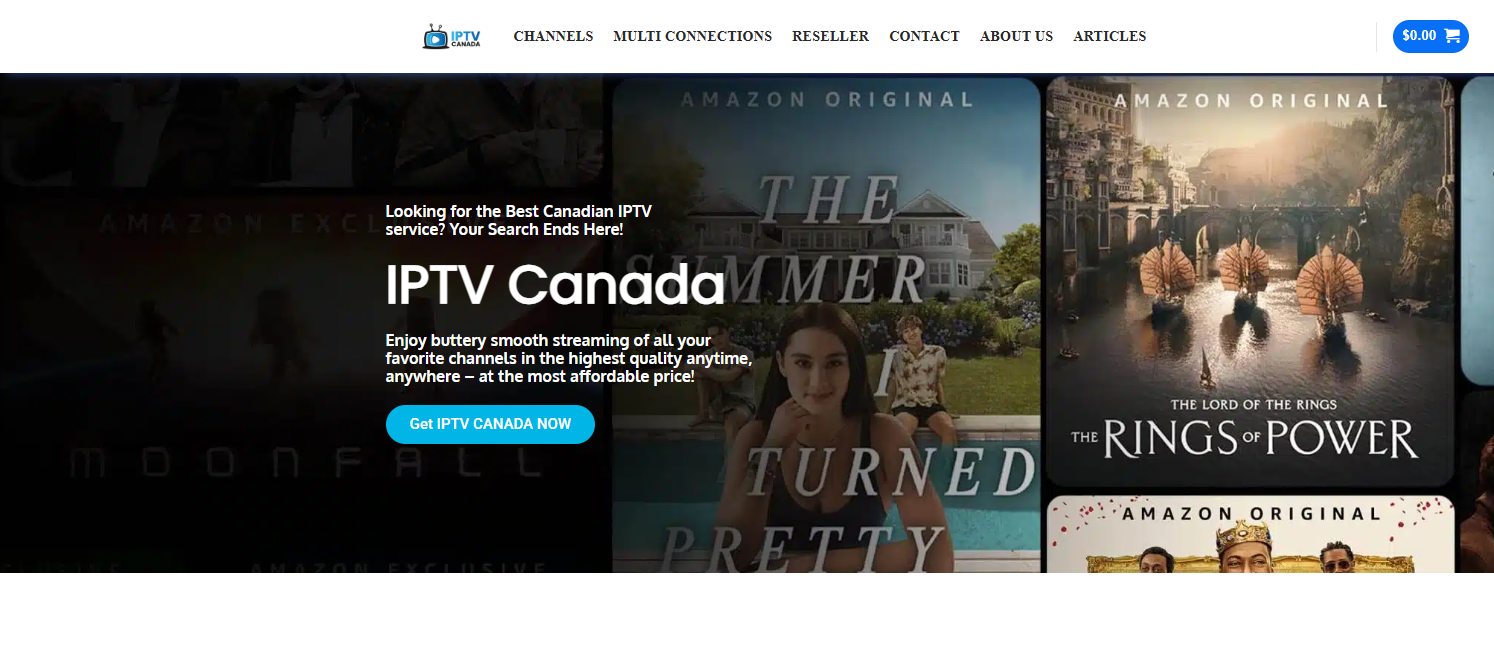 IPTV
CANADA
CHANNELS
MULTI CONNECTIONS
RESELLER
CONTACT
ABOUT US
ARTICLES
$0.00
Looking for the Best Canadian IPTV
service? Your Search Ends Here!
IPTV Canada
Enjoy buttery smooth streaming of all your
favorite channels in the highest quality anytime,
anywhere – at the most affordable price!
Get IPTV CANADA NOW
AMAZON EXCL
MOONFALL
AMAZON EXCLUSIVE
AMAZON ORIGINAL
THE
SUMMER
I
TURNED
PRETTY
AMAZON ORIGINAL
THE LORD OF THE RINGS
THE RINGS OF POWER
AMAZON ORIGINAL